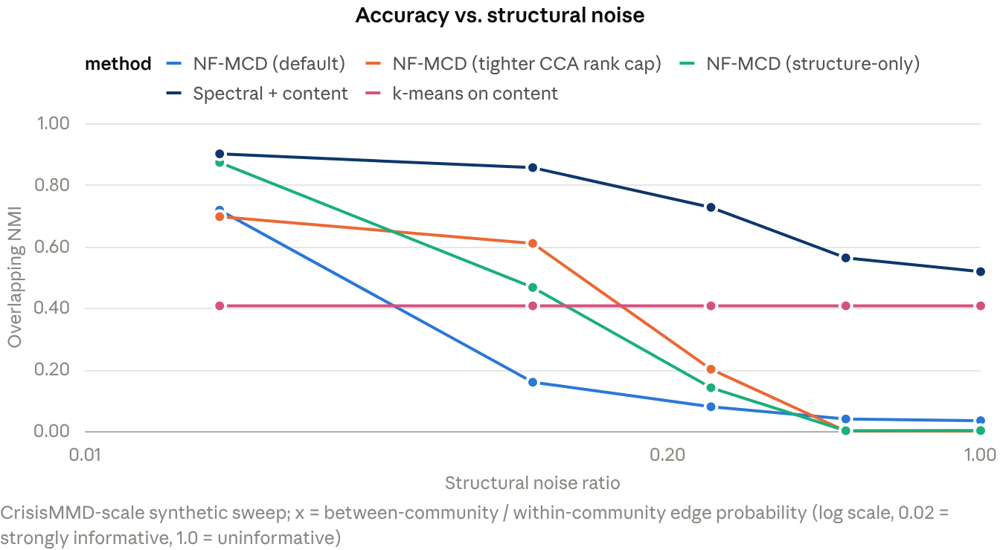 Accuracy vs. structural noise
method NF-MCD (default) NF-MCD (tighter CCA rank cap) NF-MCD (structure-only)
Spectral + content k-means on content
1.00
0.80
0.60
0.40
0.20
0.00
Overlapping NMI
0.01 0.20 1.00
Structural noise ratio
CrisisMMD-scale synthetic sweep; x = between-community / within-community edge probability (log scale, 0.02 =
strongly informative, 1.0 = uninformative)